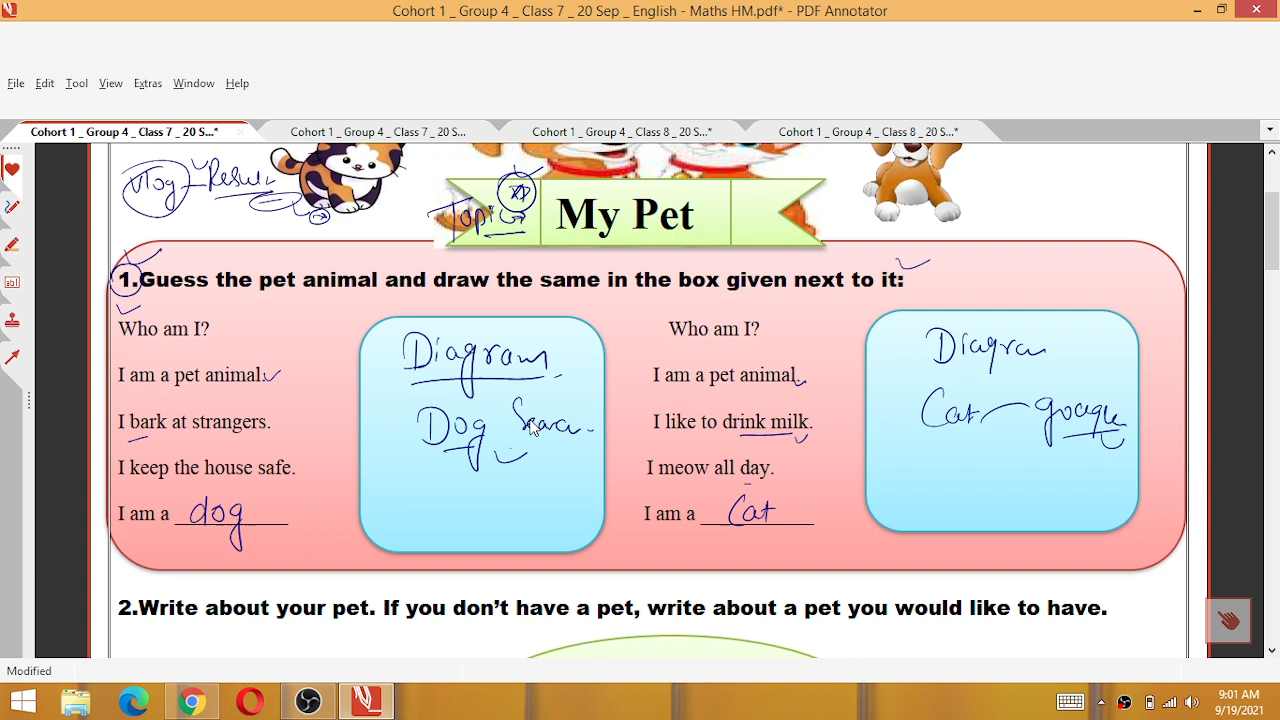 Cohort 1 _ Group 4 _ Class 7 _ 20 Sep _ English - Maths HM.pdf* - PDF Annotator
File Edit Tool View Extras Window Help
Cohort 1 _ Group 4 _ Class 7 _ 20 S...* Cohort 1 _ Group 4 _ Class 7 _ 20 S... Cohort 1 _ Group 4 _ Class 8 _ 20 S...* Cohort 1 _ Group 4 _ Class 8 _ 20 S...*
My Pet
1.Guess the pet animal and draw the same in the box given next to it:
Who am I?
I am a pet animal.
I bark at strangers.
I keep the house safe.
I am a dog
Diagram
Dog
Who am I?
I am a pet animal.
I like to drink milk.
I meow all day.
I am a Cat
Diagra
Cat
2.Write about your pet. If you don't have a pet, write about a pet you would like to have.
Modified
9:01 AM
9/19/2021